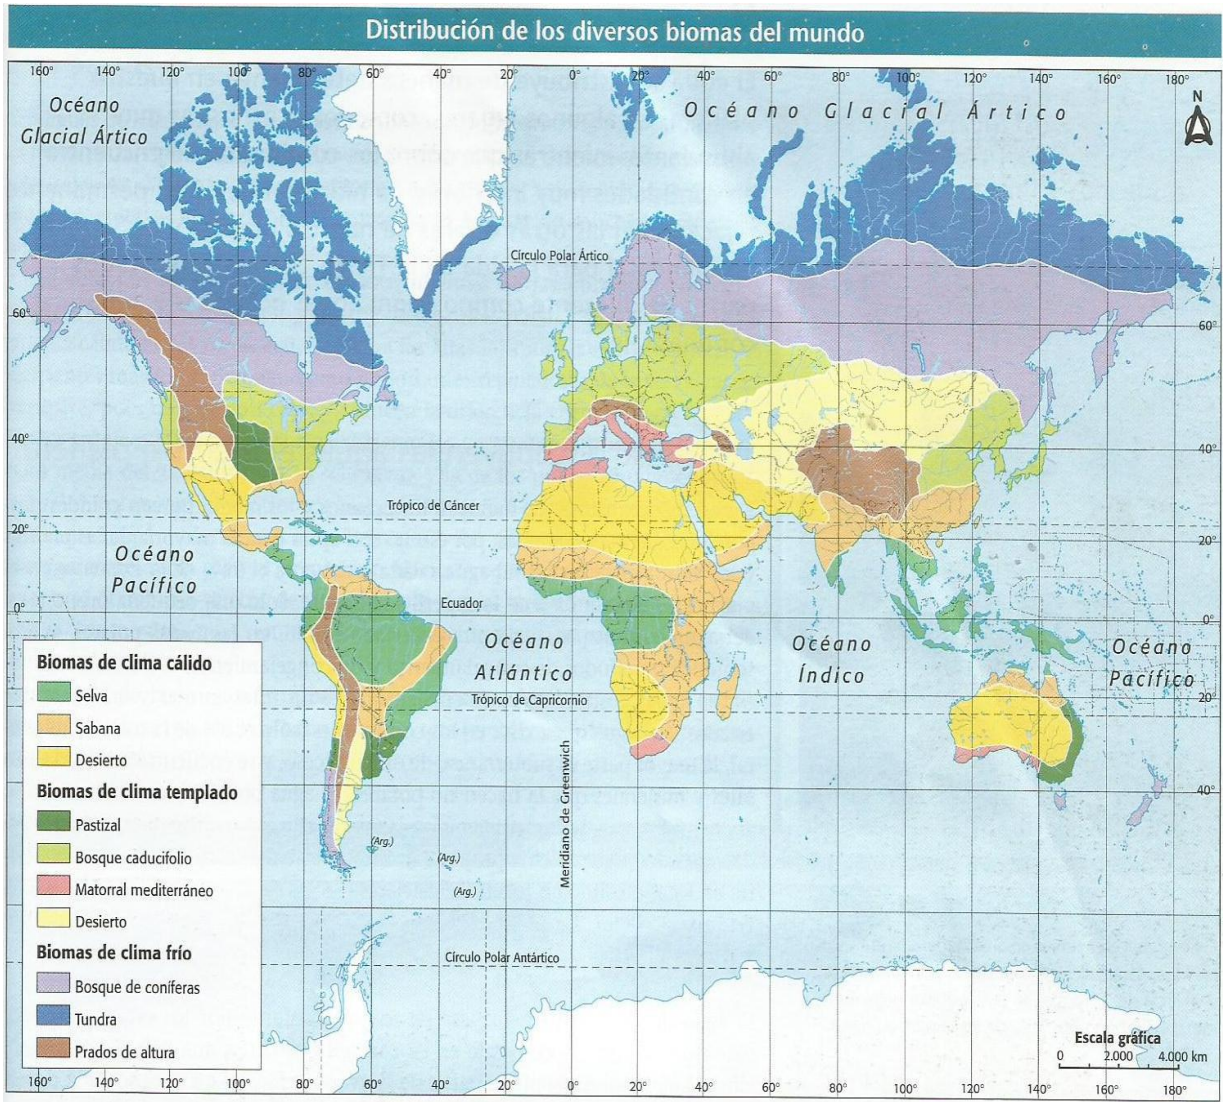 Distribución de los diversos biomas del mundo
160° 140° 120° 100° 80° 60° 40° 20° 0° 20° 40° 60° 80° 100° 120° 140° 160° 180°
Océano
Glacial Ártico
Océano Glacial Ártico
N
Círculo Polar Ártico
60° 60°
40° 40°
Trópico de Cáncer
20° 20°
Océano
Pacífico
0° Ecuador 0°
Océano
Atlántico
Océano
Índico
Océano
Pacífico
Trópico de Capricornio
20°
40°
Meridiano de Greenwich
(Arg.)
(Arg.)
(Arg.)
Círculo Polar Antártico
Biomas de clima cálido
Selva
Sabana
Desierto
Biomas de clima templado
Pastizal
Bosque caducifolio
Matorral mediterráneo
Desierto
Biomas de clima frío
Bosque de coníferas
Tundra
Prados de altura
Escala gráfica
0 2.000 4.000 km
160° 140° 120° 100° 80° 60° 40° 20° 0° 20° 40° 60° 80° 100° 120° 140° 160° 180°